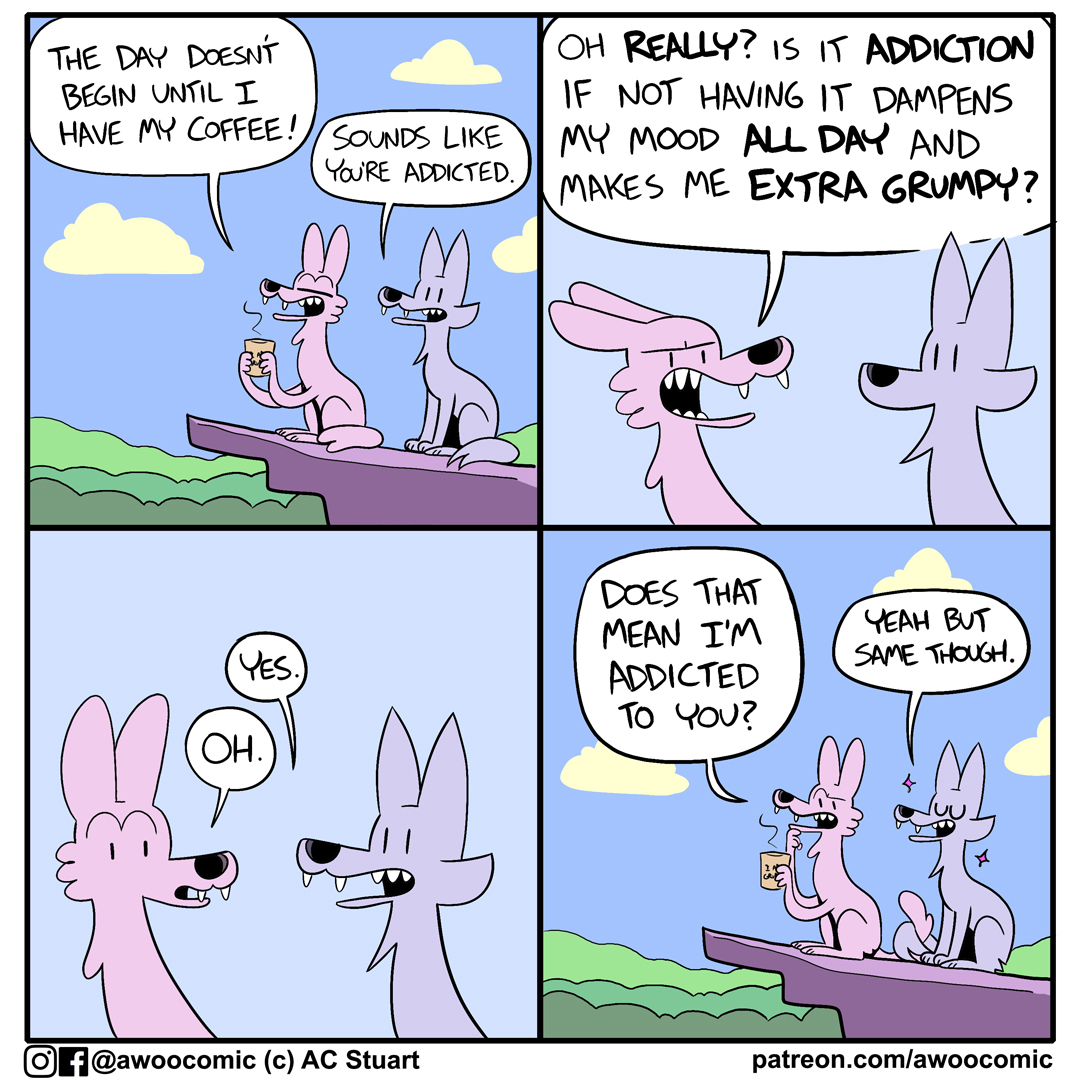 THE DAY DOESN'T
BEGIN UNTIL I
HAVE MY COFFEE!
SOUNDS LIKE
YOU'RE ADDICTED.
OH REALLY? IS IT ADDICTION
IF NOT HAVING IT DAMPENS
MY MOOD ALL DAY AND
MAKES ME EXTRA GRUMPY?
YES.
OH.
DOES THAT
MEAN I'M
ADDICTED
TO YOU?
YEAH BUT
SAME THOUGH.
@awoocomic (c) AC Stuart
patreon.com/awoocomic